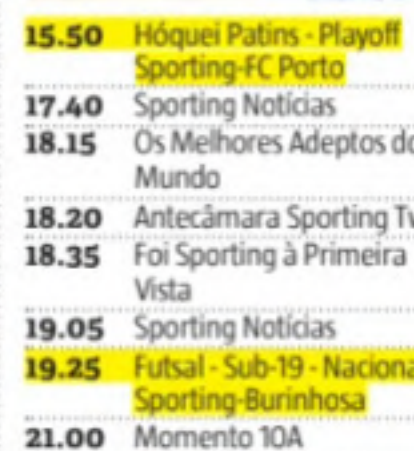 15.50 Hóquei Patins - Playoff
Sporting-FC Porto
17.40 Sporting Notícias
18.15 Os Melhores Adeptos do
Mundo
18.20 Antecâmara Sporting Tv
18.35 Foi Sporting à Primeira
Vista
19.05 Sporting Notícias
19.25 Futsal - Sub-19 - Naciona
Sporting-Burinhosa
21.00 Momento 10A